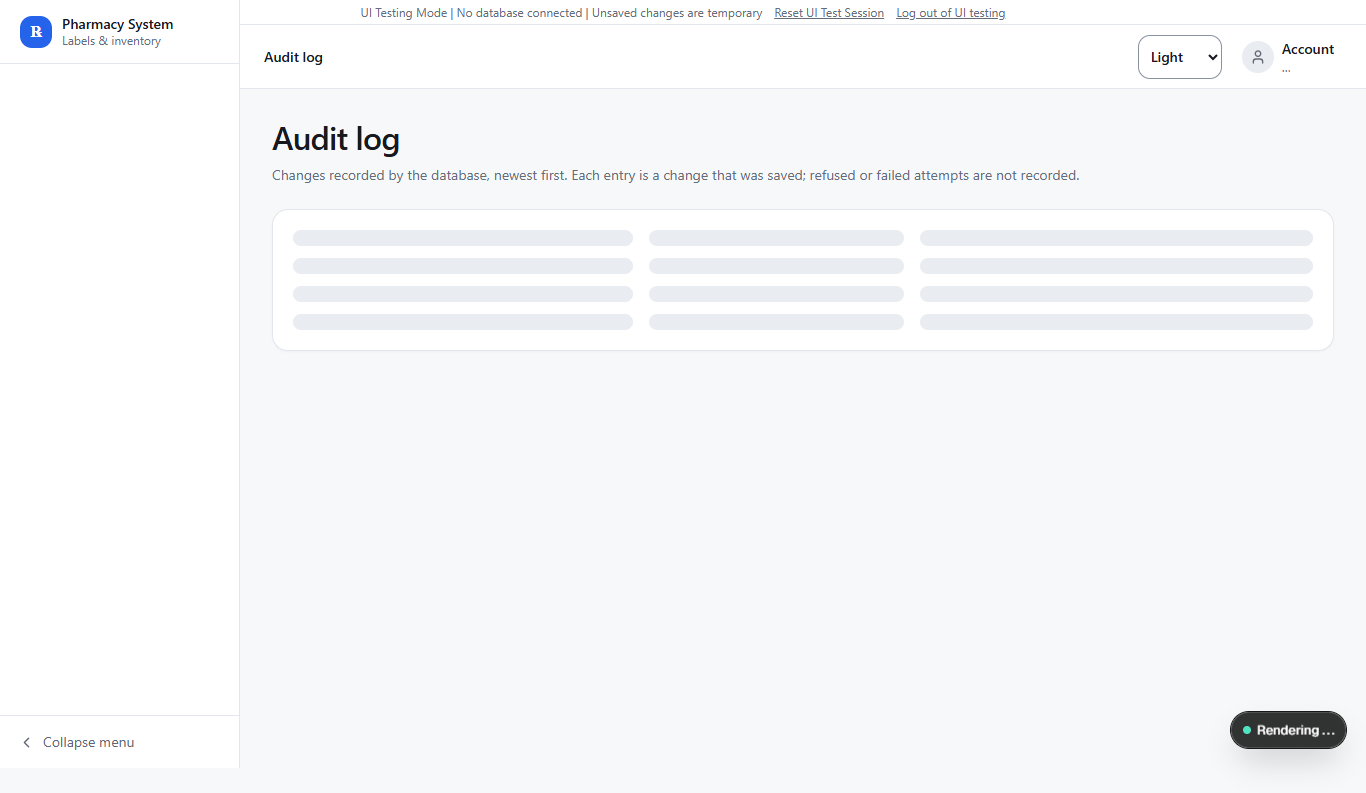 UI Testing Mode | No database connected | Unsaved changes are temporary Reset UI Test Session Log out of UI testing
Pharmacy System
Labels & inventory
Audit log
Light
Account
...
Audit log
Changes recorded by the database, newest first. Each entry is a change that was saved; refused or failed attempts are not recorded.
Rendering ...
Collapse menu